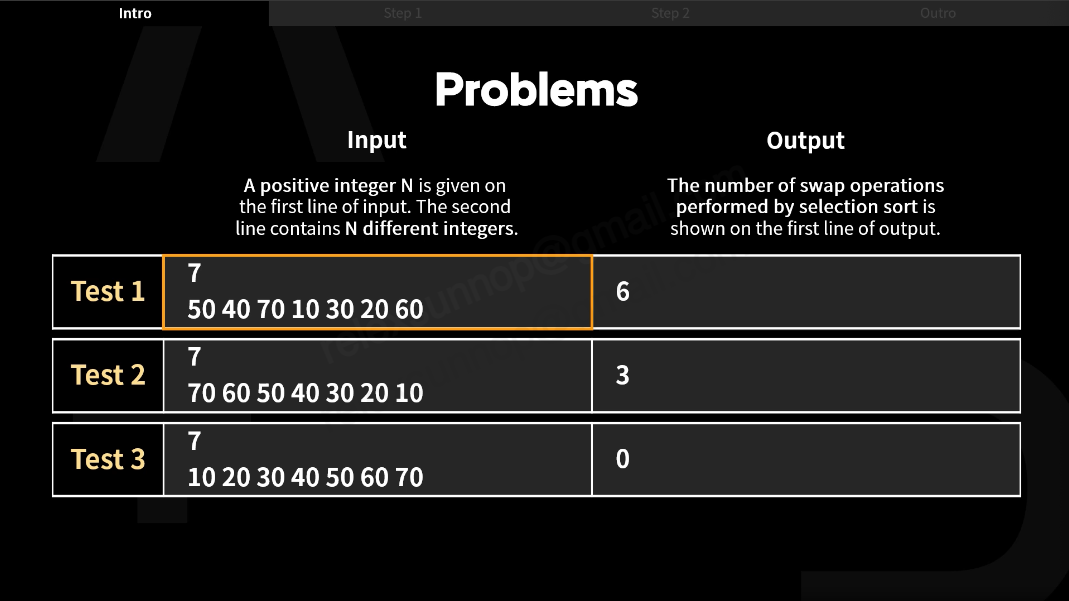 Intro
Step 1
Step 2
Outro
Problems
Input
Output
A positive integer N is given on
the first line of input. The second
line contains N different integers.
The number of swap operations
performed by selection sort is
shown on the first line of output.
Test 1
7
50 40 70 10 30 20 60
6
Test 2
7
70 60 50 40 30 20 10
3
Test 3
7
10 20 30 40 50 60 70
0